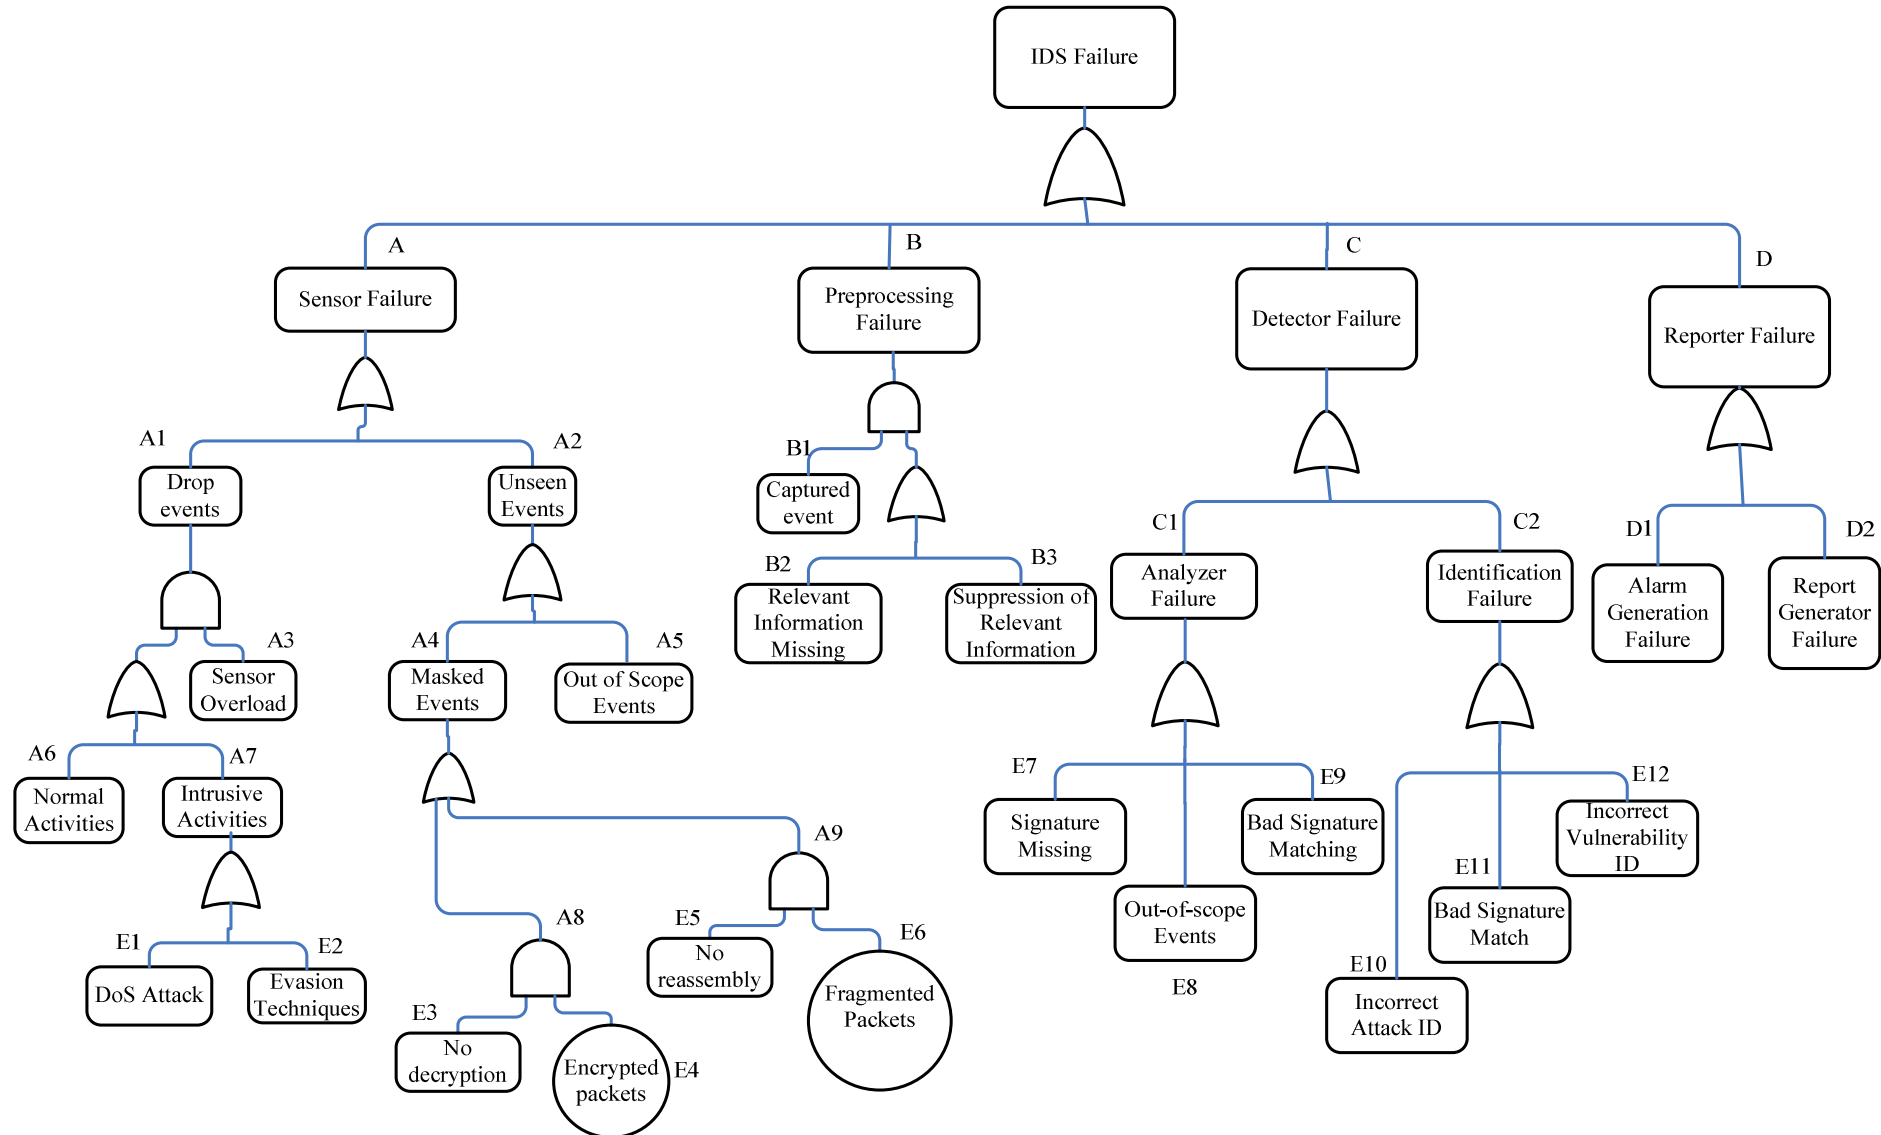 IDS Failure
A
B
C
D
Sensor Failure
Preprocessing
Failure
Detector Failure
Reporter Failure
A1
A2
B1
Drop
events
Unseen
Events
Captured
event
C1
C2
D1
D2
B2
B3
Analyzer
Failure
Identification
Failure
Alarm
Generation
Failure
Report
Generator
Failure
Relevant
Information
Missing
Suppression of
Relevant
Information
A3
A4
A5
Sensor
Overload
Masked
Events
Out of Scope
Events
A6
A7
Normal
Activities
Intrusive
Activities
E7
E9
E12
Signature
Missing
Bad Signature
Matching
Incorrect
Vulnerability
ID
A9
E11
Out-of-scope
Events
E8
Bad Signature
Match
A8
E5
E6
No
reassembly
Fragmented
Packets
E1
E2
DoS Attack
Evasion
Techniques
E10
Incorrect
Attack ID
E3
No
decryption
Encrypted
packets
E4